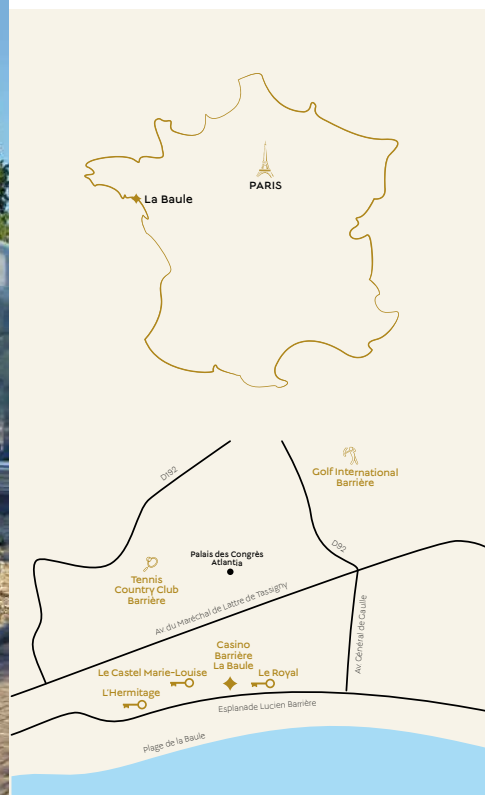 PARIS
La Baule
D192
Golf International
Barrière
D92
Palais des Congrès
Atlantia
Tennis
Country Club
Barrière
Av du Maréchal de Lattre de Tassigny
Av. Général de Gaulle
Casino
Barrière
La Baule
Le Castel Marie-Louise
Le Royal
L'Hermitage
Esplanade Lucien Barrière
Plage de la Baule